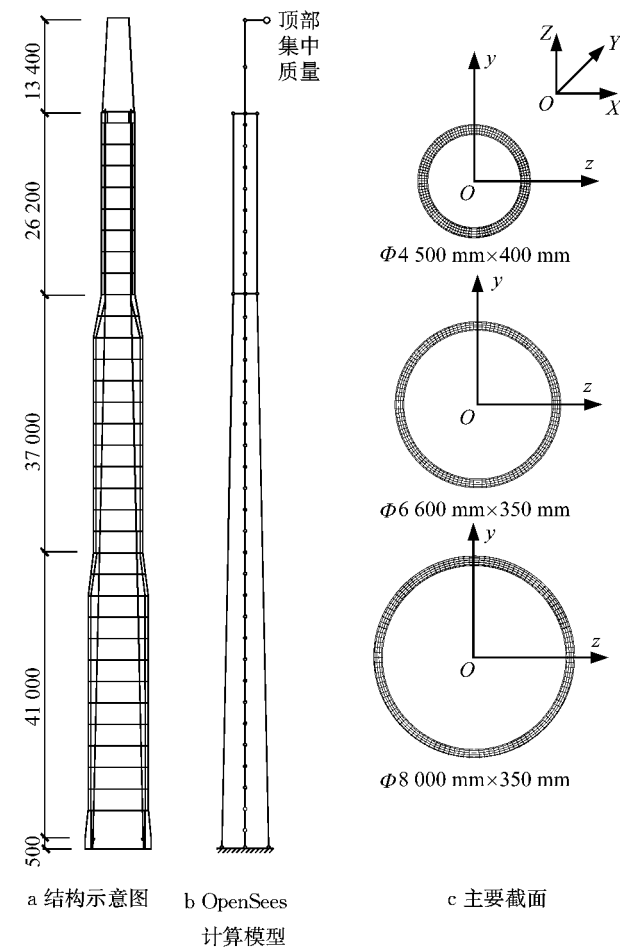 顶部
集中
质量
13 400
26 200
37 000
41 000
500
Z
Y
O
X
y
z
O
Φ4 500 mm×400 mm
y
z
O
Φ6 600 mm×350 mm
y
z
O
Φ8 000 mm×350 mm
a 结构示意图
b OpenSees
计算模型
c 主要截面